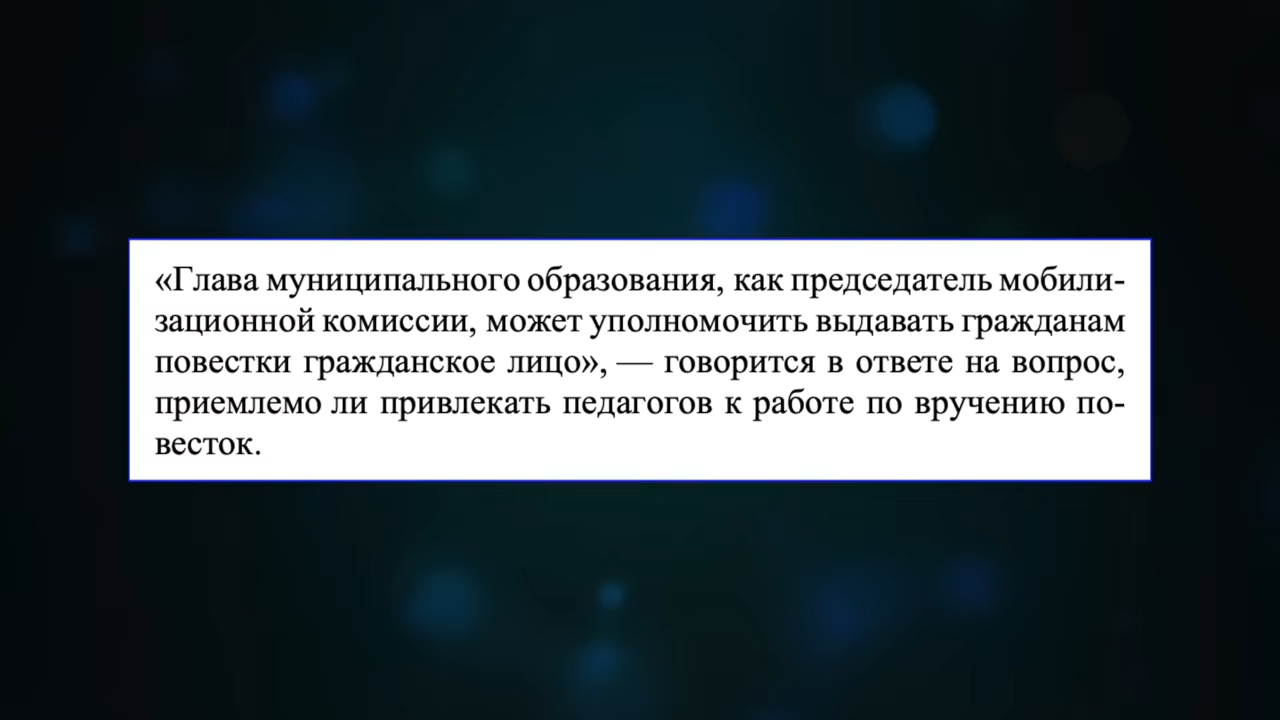 «Глава муниципального образования, как председатель мобили-
зационной комиссии, может уполномочить выдавать гражданам
повестки гражданское лицо», — говорится в ответе на вопрос,
приемлемо ли привлекать педагогов к работе по вручению по-
весток.